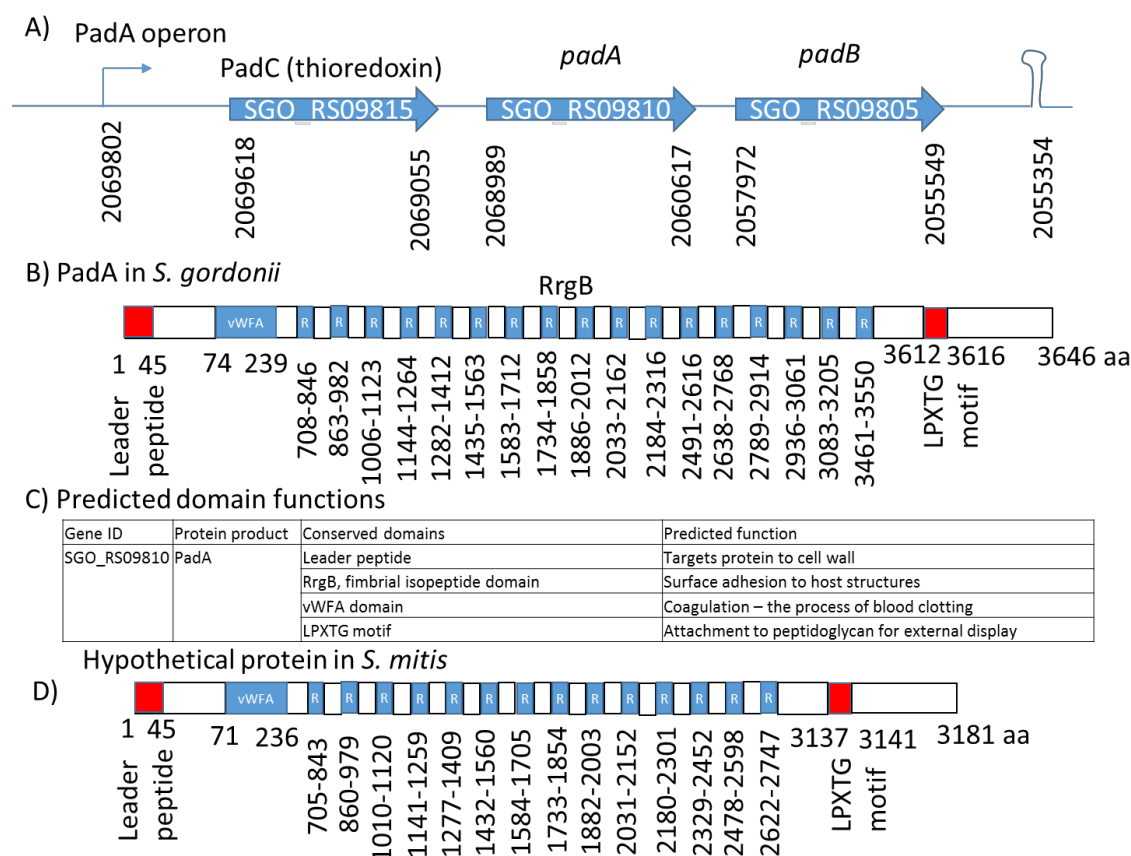 A)
PadA operon
PadC (thioredoxin)
padA
padB
SGO_RS09815
SGO_RS09810
SGO_RS09805
2069802
2069618
2069055
2068989
2060617
2057972
2055549
2055354
B) PadA in S. gordonii
RrgB
vWFA
R R R R R R R R R R R R R R R R R
1 45
74 239
3612 3616
3646 aa
Leader
peptide
708-846
863-982
1006-1123
1144-1264
1282-1412
1435-1563
1583-1712
1734-1858
1886-2012
2033-2162
2184-2316
2491-2616
2638-2768
2789-2914
2936-3061
3083-3205
3461-3550
LPXTG
motif
C) Predicted domain functions
Gene ID Protein product Conserved domains Predicted function
SGO_RS09810 PadA Leader peptide Targets protein to cell wall
RrgB, fimbrial isopeptide domain Surface adhesion to host structures
vWFA domain Coagulation – the process of blood clotting
LPXTG motif Attachment to peptidoglycan for external display
Hypothetical protein in S. mitis
D)
vWFA
R R R R R R R R R R R R R R
1 45
71 236
3137 3141
3181 aa
Leader
peptide
705-843
860-979
1010-1120
1141-1259
1277-1409
1432-1560
1584-1705
1733-1854
1882-2003
2031-2152
2180-2301
2329-2452
2478-2598
2622-2747
LPXTG
motif